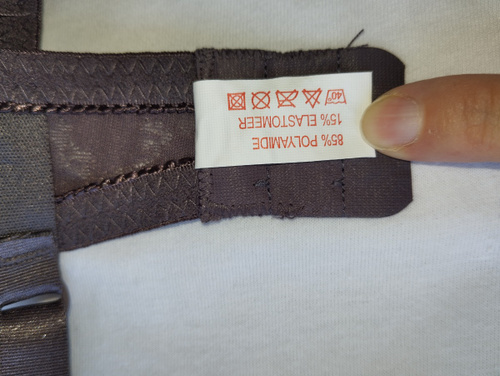 85% POLYAMIDE
15% ELASTOMEER
40°